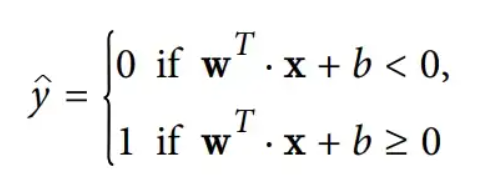 ŷ = { 0 if 𝐰ᵀ · 𝐱 + b < 0,
1 if 𝐰ᵀ · 𝐱 + b ≥ 0